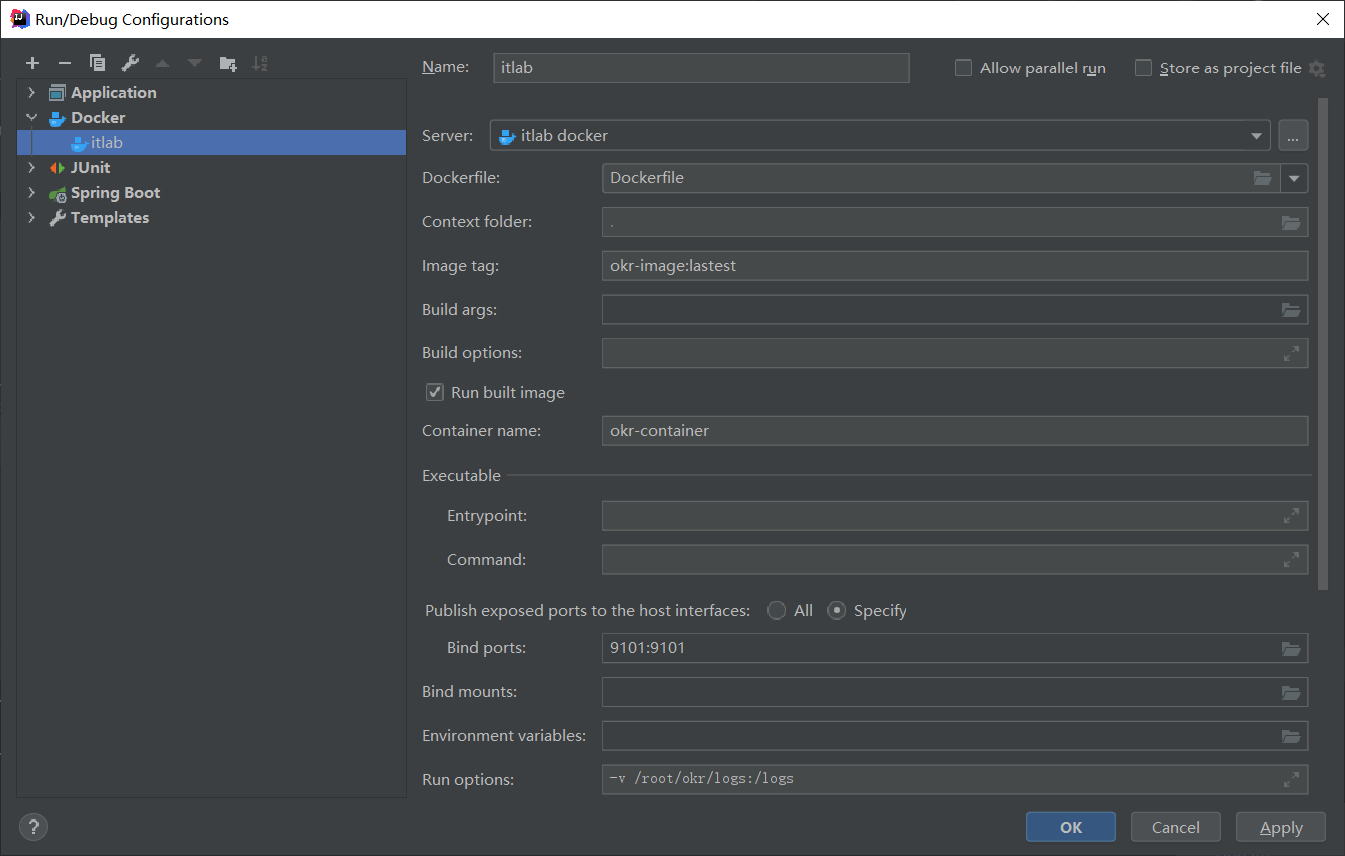 Run/Debug Configurations
Application
Docker
itlab
JUnit
Spring Boot
Templates
Name: itlab Allow parallel run Store as project file
Server: itlab docker ...
Dockerfile: Dockerfile
Context folder: .
Image tag: okr-image:lastest
Build args:
Build options:
Run built image
Container name: okr-container
Executable
Entrypoint:
Command:
Publish exposed ports to the host interfaces: All Specify
Bind ports: 9101:9101
Bind mounts:
Environment variables:
Run options: -v /root/okr/logs:/logs
? OK Cancel Apply